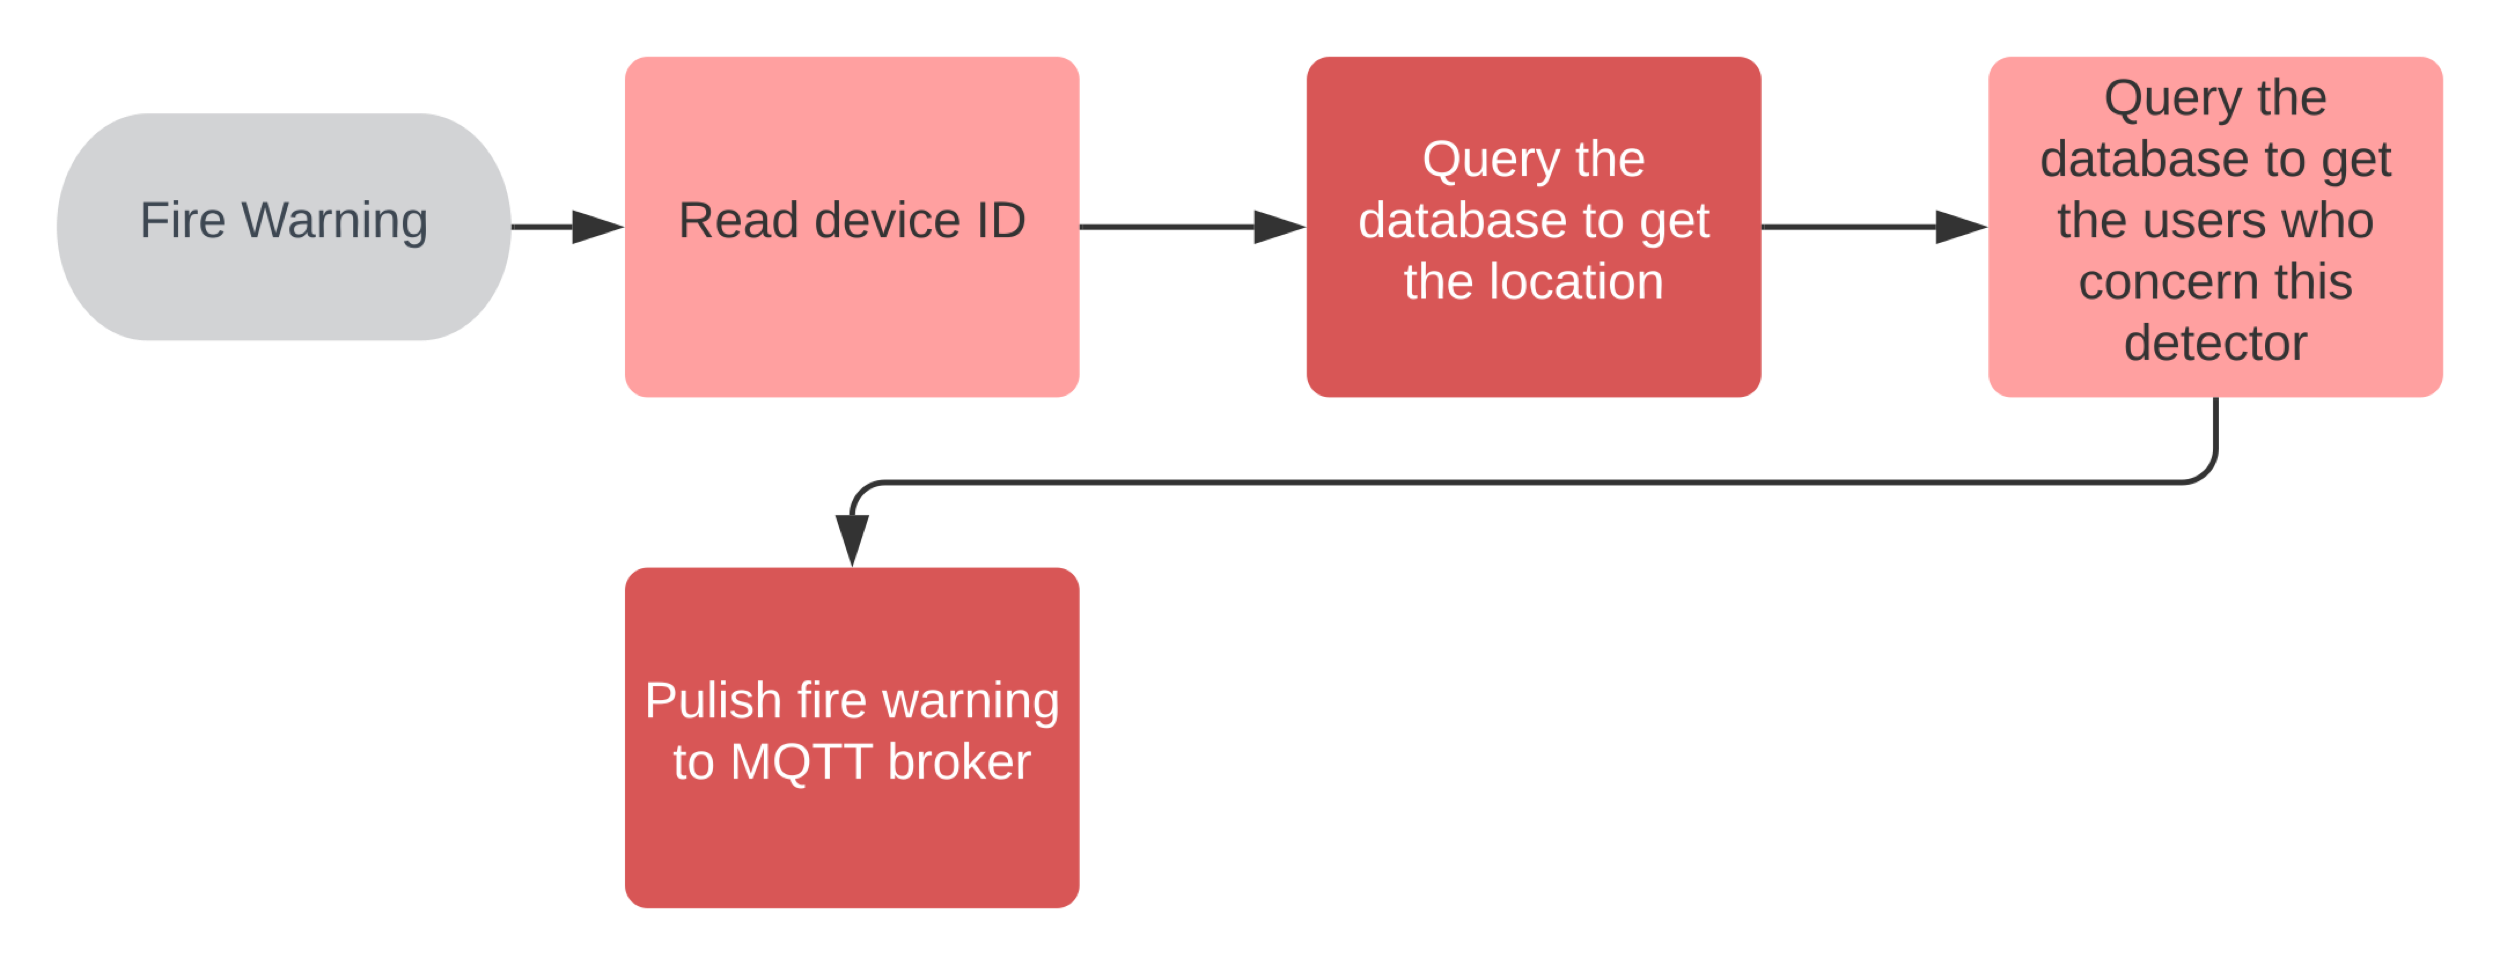 Fire Warning
Read device ID
Query the
database to get
the location
Query the
database to get
the users who
concern this
detector
Pulish fire warning
to MQTT broker